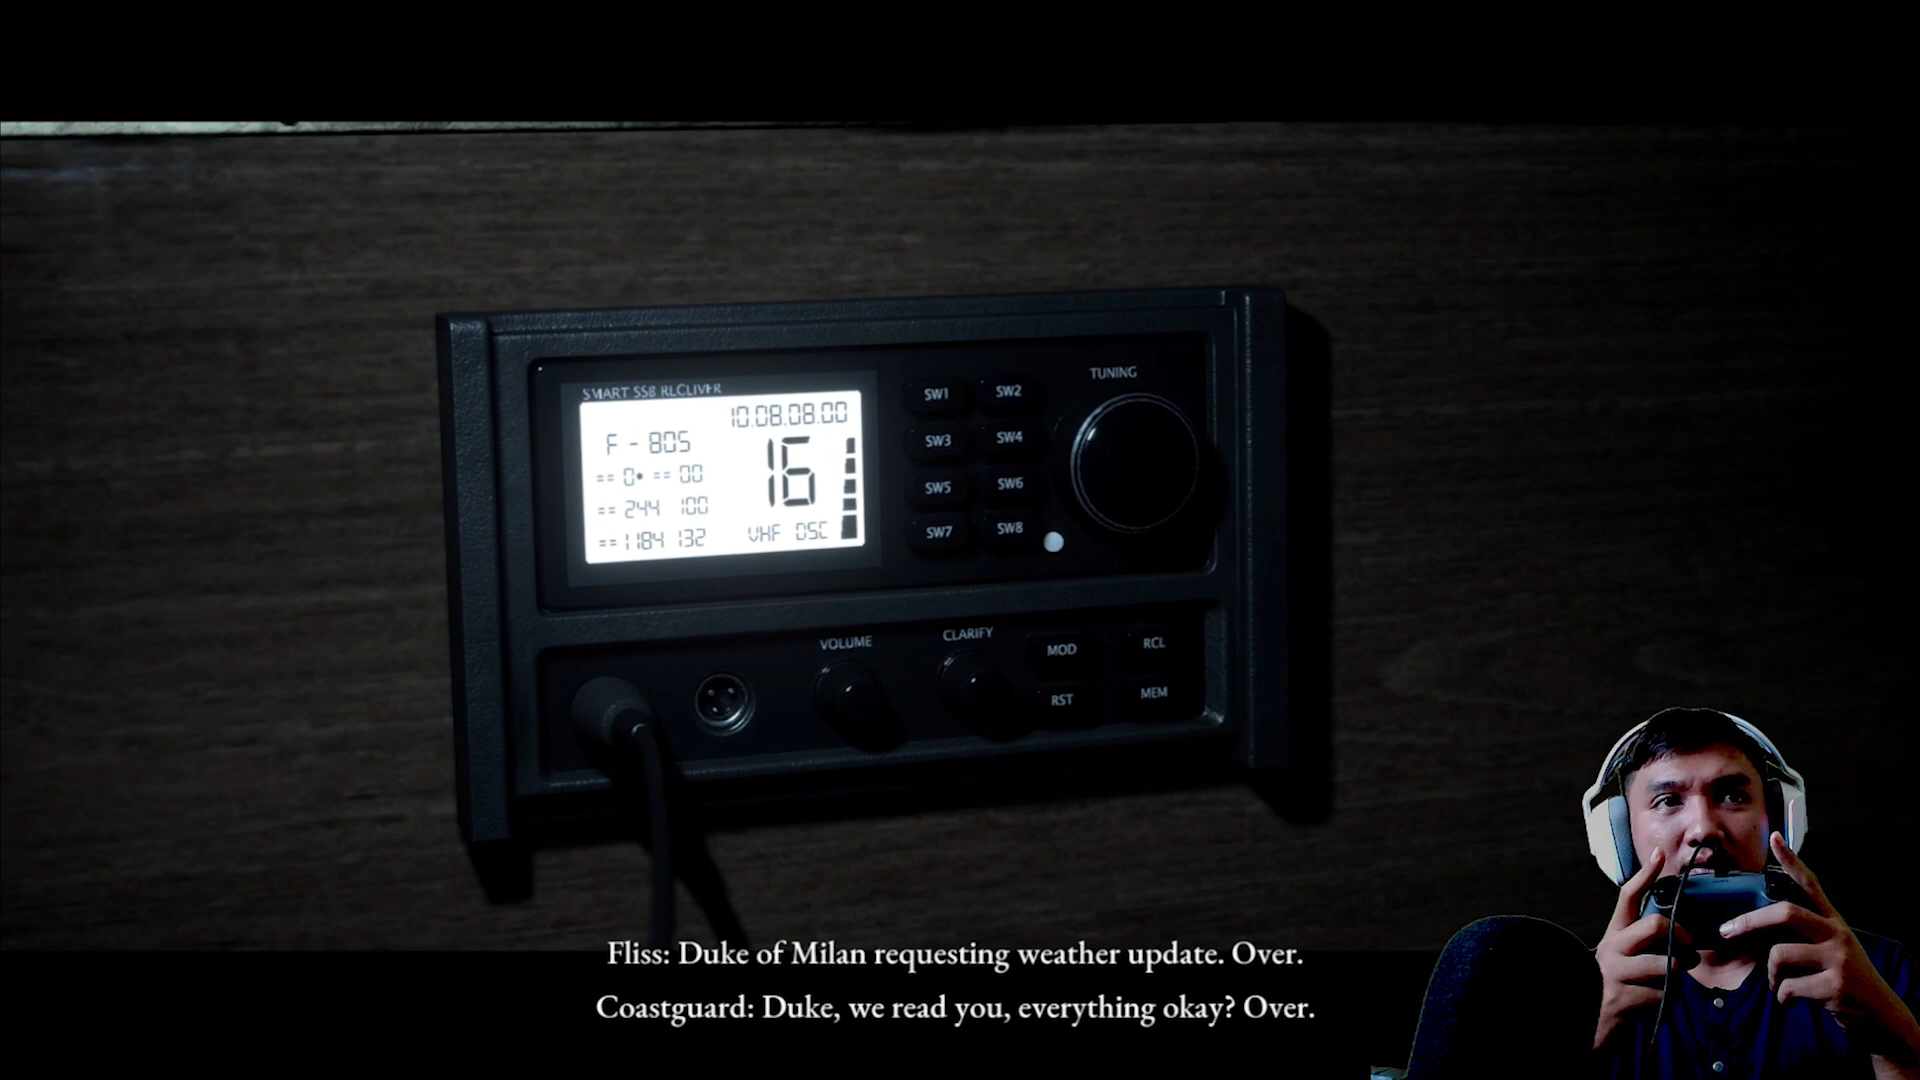 SMART SSB RECEIVER
10.08.08.00
F - 805
16
== 0• == 00
== 244 100
== 1184 132
VHF DSC
SW1 SW2
SW3 SW4
SW5 SW6
SW7 SW8
TUNING
VOLUME
CLARIFY
MOD RCL
RST MEM
Fliss: Duke of Milan requesting weather update. Over.
Coastguard: Duke, we read you, everything okay? Over.